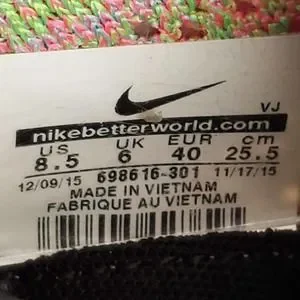 VJ
nikebetterworld.com
US UK EUR cm
8.5 6 40 25.5
12/09/15 698616-301 11/17/15
MADE IN VIETNAM
FABRIQUE AU VIETNAM